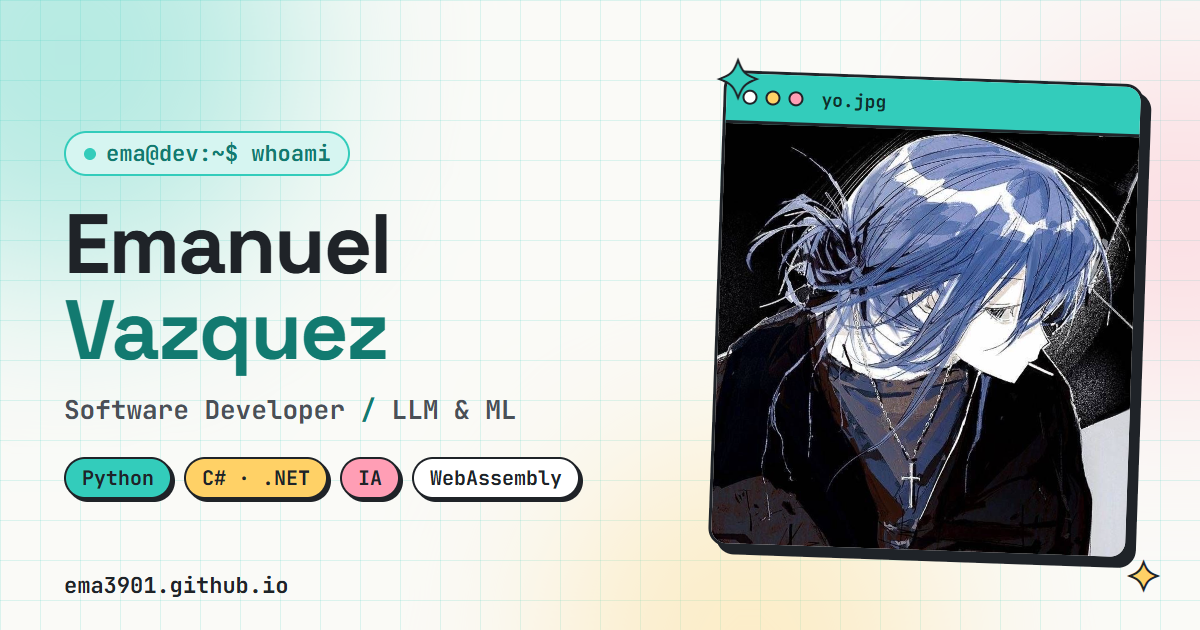 ema@dev:~$ whoami
Emanuel
Vazquez
Software Developer / LLM & ML
Python
C# · .NET
IA
WebAssembly
ema3901.github.io
yo.jpg